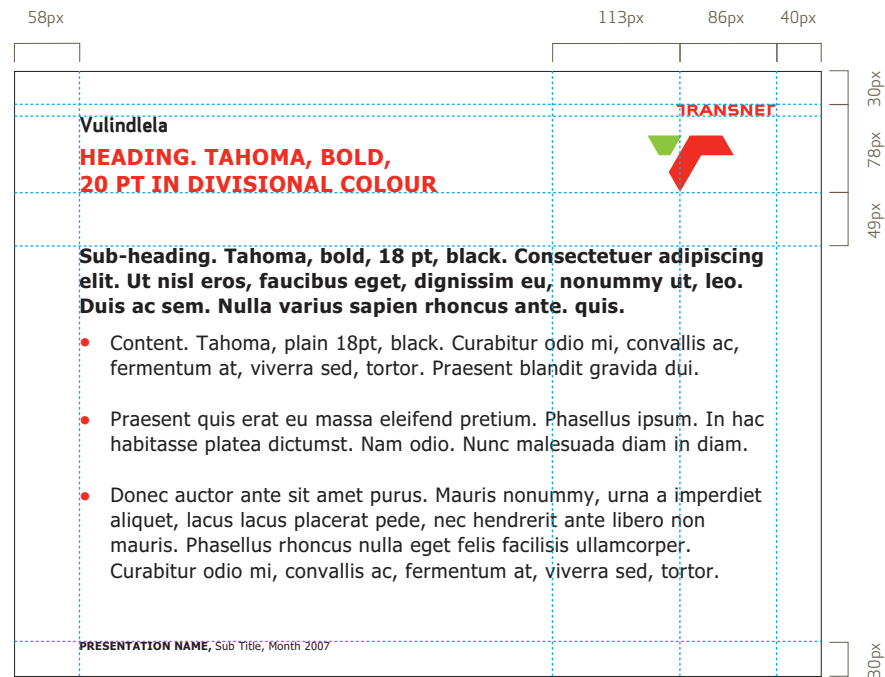 58px
113px
86px
40px
30px
TRANSNET
Vulindlela
78px
HEADING. TAHOMA, BOLD,
20 PT IN DIVISIONAL COLOUR
49px
Sub-heading. Tahoma, bold, 18 pt, black. Consectetuer adipiscing
elit. Ut nisl eros, faucibus eget, dignissim eu, nonummy ut, leo.
Duis ac sem. Nulla varius sapien rhoncus ante. quis.
• Content. Tahoma, plain 18pt, black. Curabitur odio mi, convallis ac,
fermentum at, viverra sed, tortor. Praesent blandit gravida dui.
• Praesent quis erat eu massa eleifend pretium. Phasellus ipsum. In hac
habitasse platea dictumst. Nam odio. Nunc malesuada diam in diam.
• Donec auctor ante sit amet purus. Mauris nonummy, urna a imperdiet
aliquet, lacus lacus placerat pede, nec hendrerit ante libero non
mauris. Phasellus rhoncus nulla eget felis facilisis ullamcorper.
Curabitur odio mi, convallis ac, fermentum at, viverra sed, tortor.
PRESENTATION NAME, Sub Title, Month 2007
30px